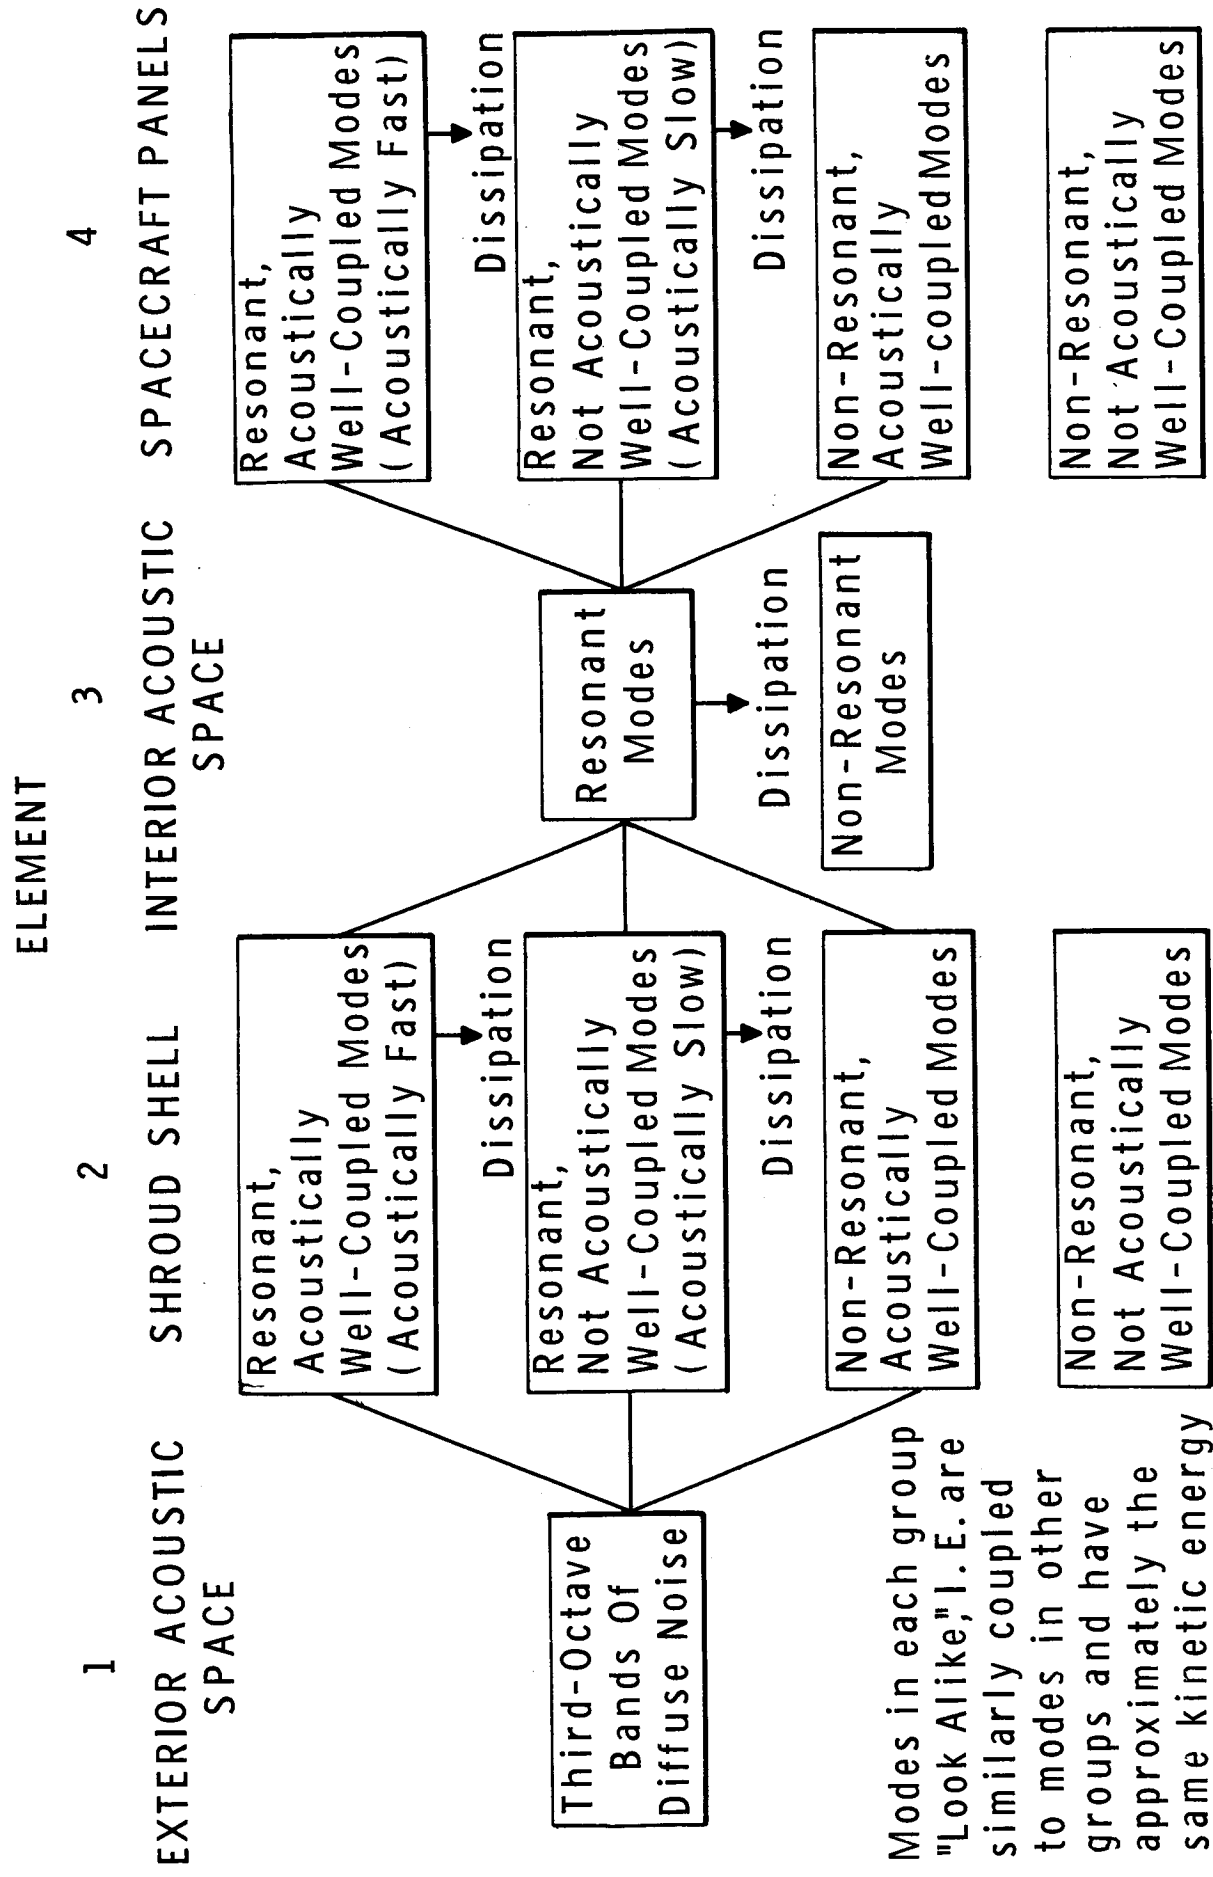 ELEMENT
1
EXTERIOR ACOUSTIC
SPACE
2
SHROUD SHELL
3
INTERIOR ACOUSTIC
SPACE
4
SPACECRAFT PANELS
Third-Octave
Bands Of
Diffuse Noise
Modes in each group
"Look Alike," I. E. are
similarly coupled
to modes in other
groups and have
approximately the
same kinetic energy
Resonant,
Acoustically
Well-Coupled Modes
(Acoustically Fast)
Dissipation
Resonant,
Not Acoustically
Well-Coupled Modes
(Acoustically Slow)
Dissipation
Non-Resonant,
Acoustically
Well-Coupled Modes
Non-Resonant,
Not Acoustically
Well-Coupled Modes
Resonant
Modes
Dissipation
Non-Resonant
Modes
Resonant,
Acoustically
Well-Coupled Modes
(Acoustically Fast)
Dissipation
Resonant,
Not Acoustically
Well-Coupled Modes
(Acoustically Slow)
Dissipation
Non-Resonant,
Acoustically
Well-coupled Modes
Non-Resonant,
Not Acoustically
Well-Coupled Modes